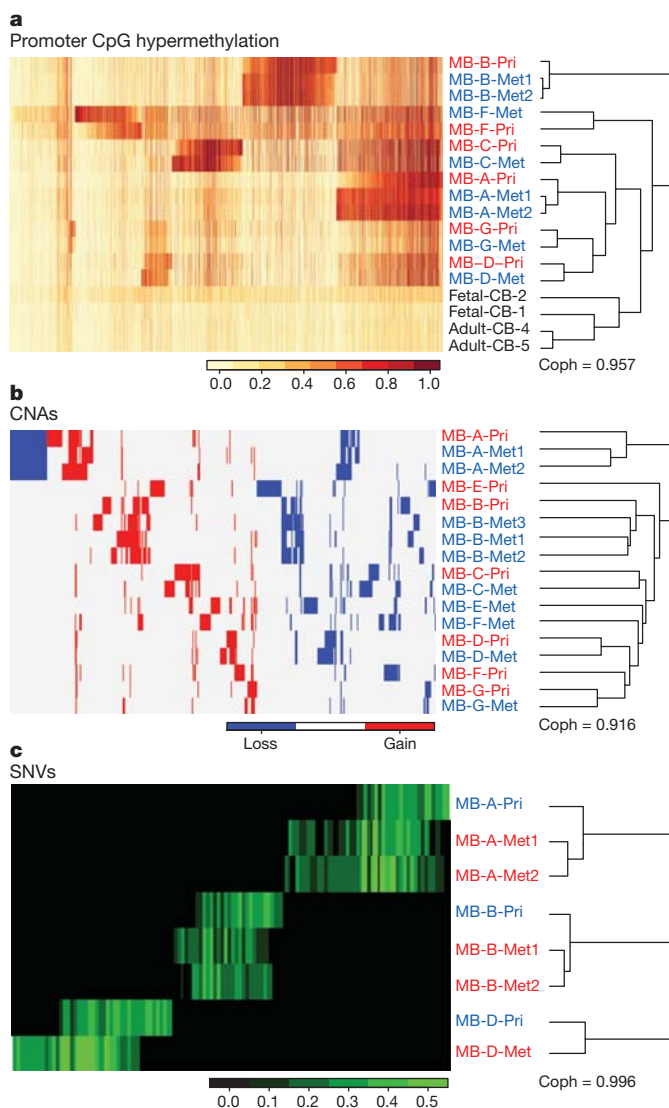 a
Promoter CpG hypermethylation
MB-B-Pri
MB-B-Met1
MB-B-Met2
MB-F-Met
MB-F-Pri
MB-C-Pri
MB-C-Met
MB-A-Pri
MB-A-Met1
MB-A-Met2
MB-G-Pri
MB-G-Met
MB–D–Pri
MB-D-Met
Fetal-CB-2
Fetal-CB-1
Adult-CB-4
Adult-CB-5
0.0 0.2 0.4 0.6 0.8 1.0
Coph = 0.957
b
CNAs
MB-A-Pri
MB-A-Met1
MB-A-Met2
MB-E-Pri
MB-B-Pri
MB-B-Met3
MB-B-Met1
MB-B-Met2
MB-C-Pri
MB-C-Met
MB-E-Met
MB-F-Met
MB-D-Pri
MB-D-Met
MB-F-Pri
MB-G-Pri
MB-G-Met
Loss Gain
Coph = 0.916
c
SNVs
MB-A-Pri
MB-A-Met1
MB-A-Met2
MB-B-Pri
MB-B-Met1
MB-B-Met2
MB-D-Pri
MB-D-Met
0.0 0.1 0.2 0.3 0.4 0.5
Coph = 0.996